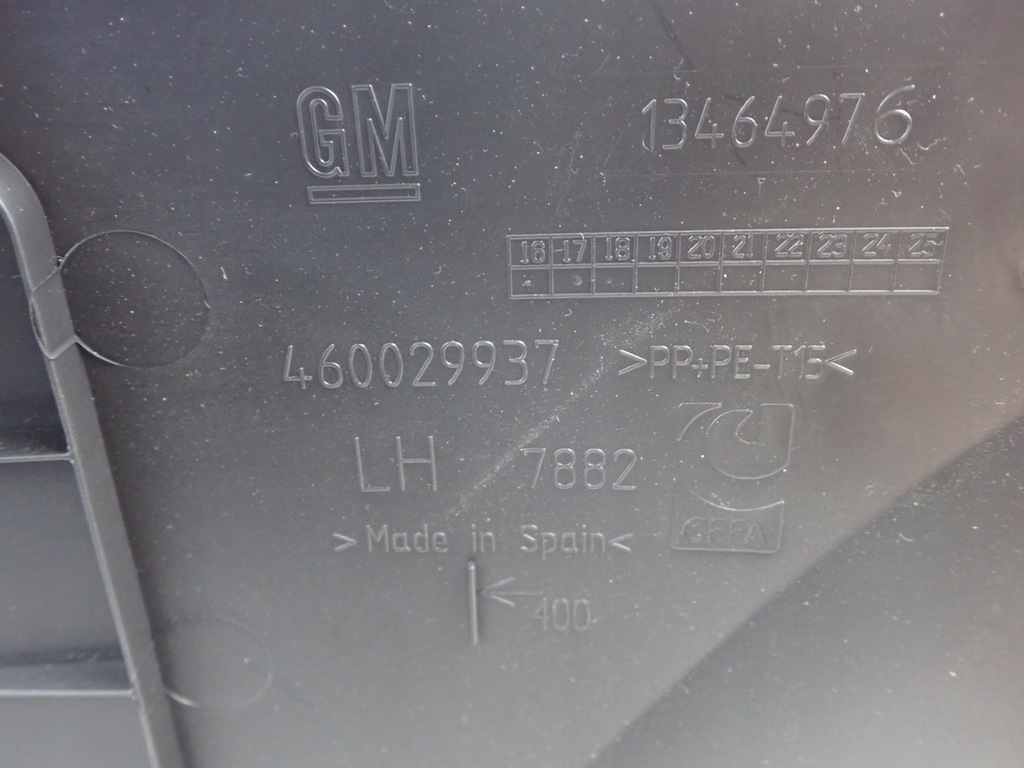 GM 13464976
16 17 18 19 20 21 22 23 24 25
460029937 >PP+PE-T15<
LH 7882
>Made in Spain< CEFA
400